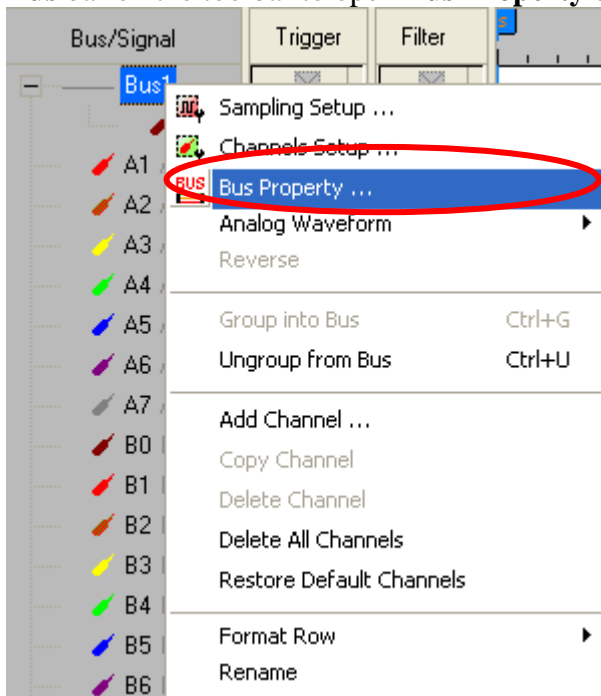 Bus/Signal Trigger Filter
Bus1
Sampling Setup ...
Channels Setup ...
BUS Bus Property ...
Analog Waveform
Reverse
Group into Bus Ctrl+G
Ungroup from Bus Ctrl+U
Add Channel ...
Copy Channel
Delete Channel
Delete All Channels
Restore Default Channels
Format Row
Rename
A1
A2
A3
A4
A5
A6
A7
B0
B1
B2
B3
B4
B5
B6